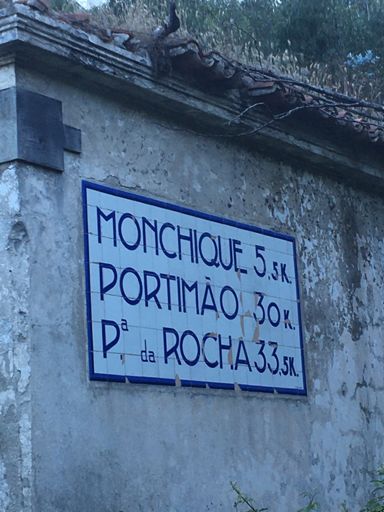 MONCHIQUE 5,5K.
PORTIMÃO 30K.
Pª da ROCHA 33,5K.